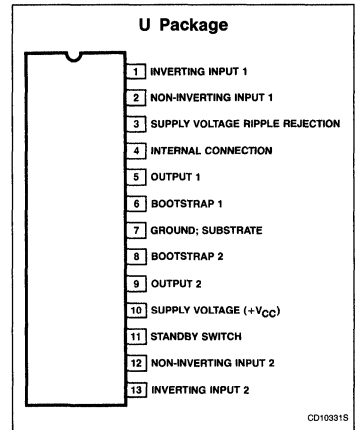 U Package
1 INVERTING INPUT 1
2 NON-INVERTING INPUT 1
3 SUPPLY VOLTAGE RIPPLE REJECTION
4 INTERNAL CONNECTION
5 OUTPUT 1
6 BOOTSTRAP 1
7 GROUND; SUBSTRATE
8 BOOTSTRAP 2
9 OUTPUT 2
10 SUPPLY VOLTAGE (+VCC)
11 STANDBY SWITCH
12 NON-INVERTING INPUT 2
13 INVERTING INPUT 2
CD10331S